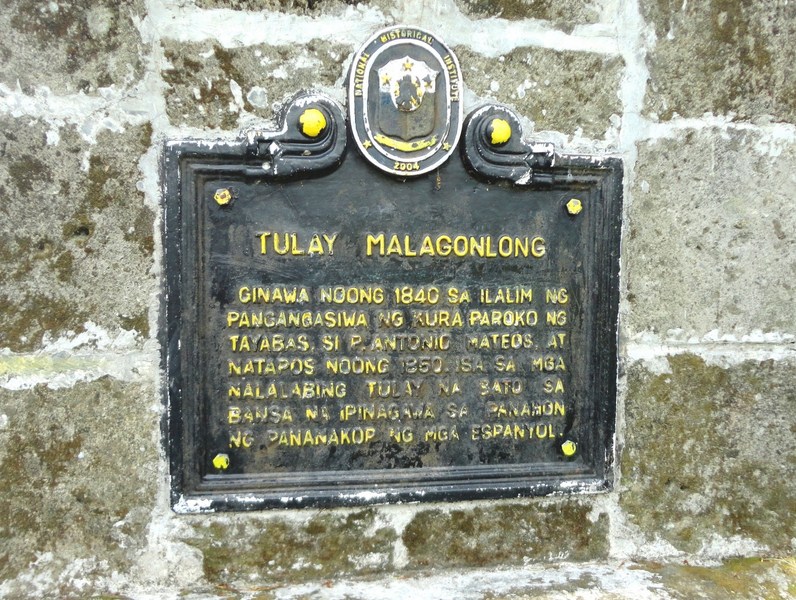 NATIONAL HISTORICAL INSTITUTE
2004
TULAY MALAGONLONG
GINAWA NOONG 1840 SA ILALIM NG
PANGANGASIWA NG KURA PAROKO NG
TAYABAS, SI P. ANTONIO MATEOS, AT
NATAPOS NOONG 1850. ISA SA MGA
NALALABING TULAY NA BATO SA
BANSA NA IPINAGAWA SA PANAHON
NG PANANAKOP NG MGA ESPANYOL.